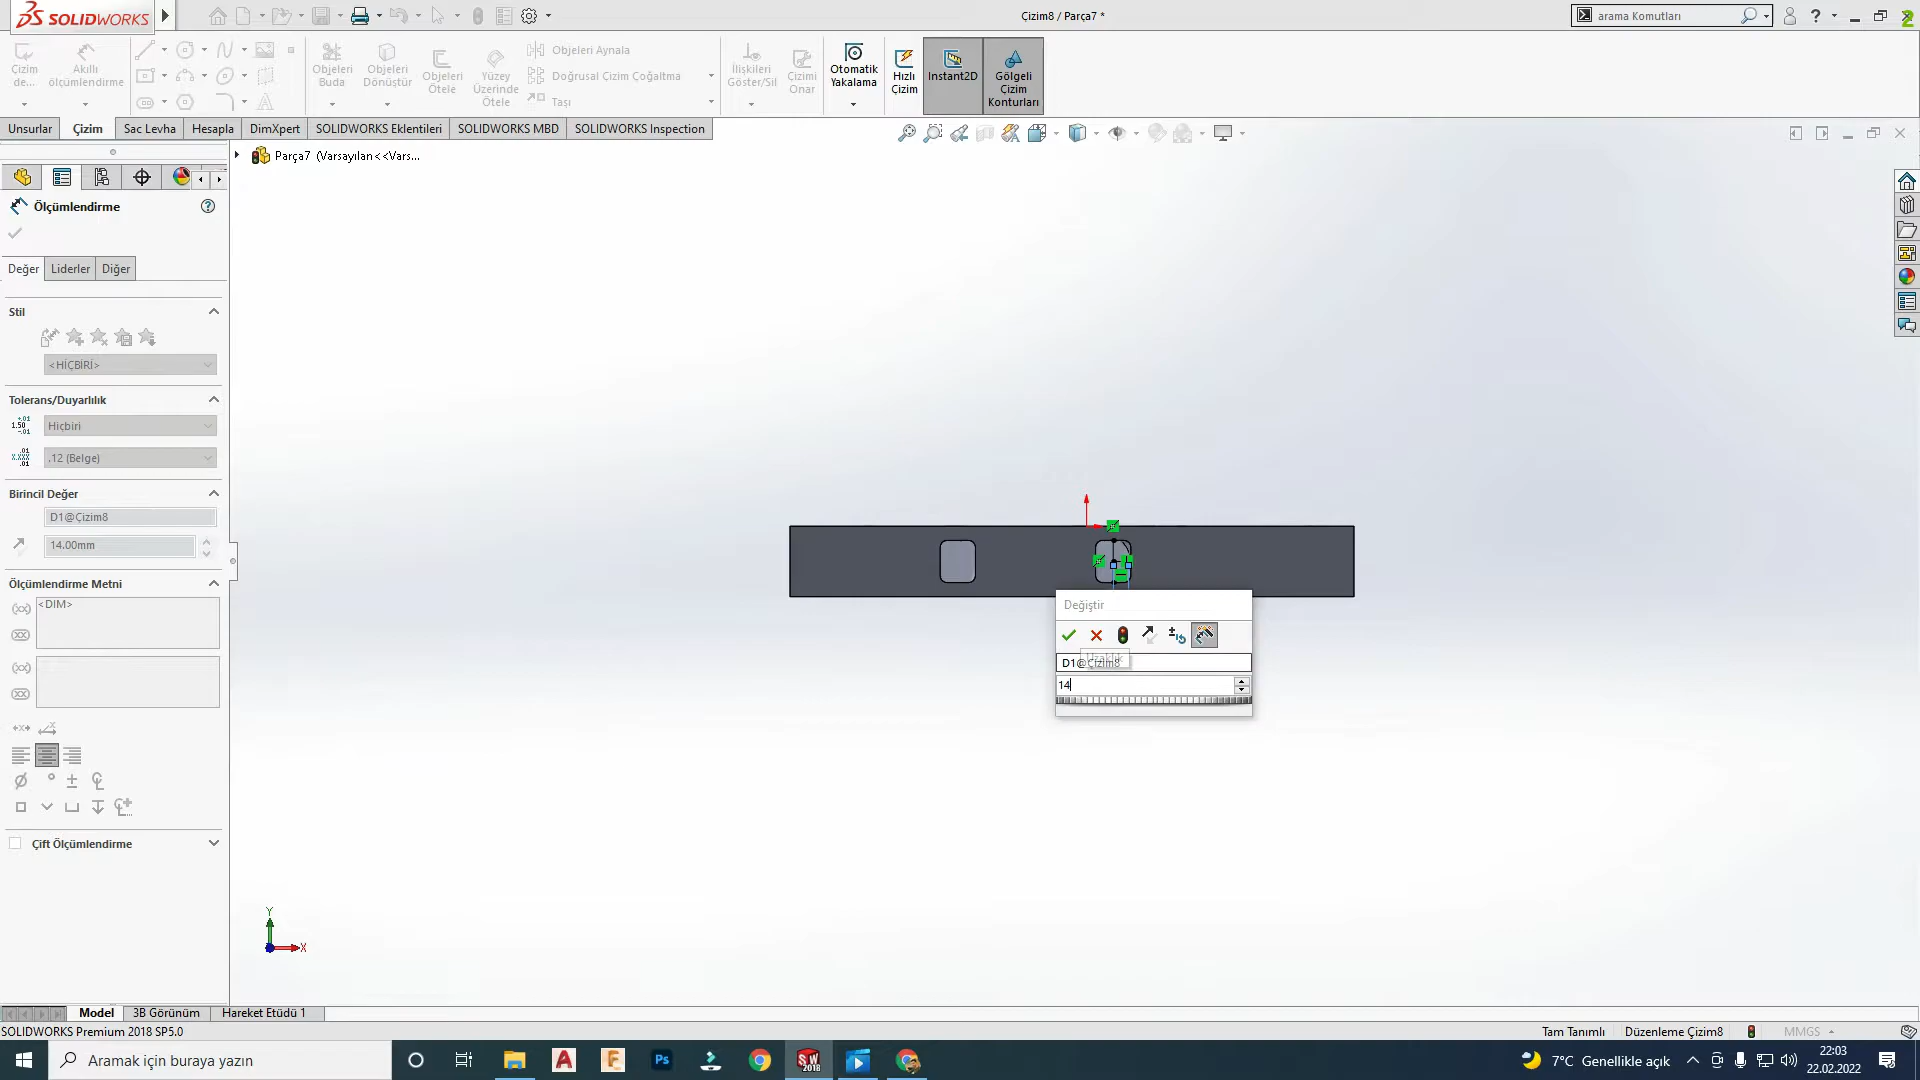 SOLIDWORKS
Çizim8 / Parça7 *
arama Komutları
Çizim de...
Akıllı ölçümlendirme
Objeleri Buda
Objeleri Dönüştür
Objeleri Ötele
Yüzey Üzerinde Ötele
Objeleri Aynala
Doğrusal Çizim Çoğaltma
Taşı
İlişkileri Göster/Sil
Çizimi Onar
Otomatik Yakalama
Hızlı Çizim
Instant2D
Gölgeli Çizim Konturları
Unsurlar
Çizim
Sac Levha
Hesapla
DimXpert
SOLIDWORKS Eklentileri
SOLIDWORKS MBD
SOLIDWORKS Inspection
Parça7 (Varsayılan<<Vars...
Ölçümlendirme
Değer
Liderler
Diğer
Stil
<HİÇBİRİ>
Tolerans/Duyarlılık
Hiçbiri
.12 (Belge)
Birincil Değer
D1@Çizim8
14.00mm
Ölçümlendirme Metni
<DIM>
Çift Ölçümlendirme
Değiştir
D1@Çizim8
14
Y
X
Model
3B Görünüm
Hareket Etüdü 1
SOLIDWORKS Premium 2018 SP5.0
Tam Tanımlı
Düzenleme Çizim8
MMGS
Aramak için buraya yazın
7°C Genellikle açık
22:03
22.02.2022